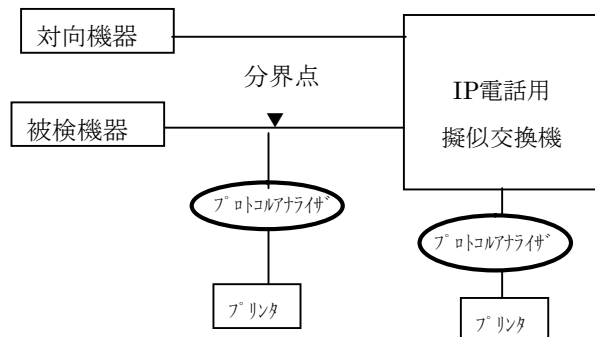 対向機器
分界点
IP電話用
擬似交換機
被検機器
プロトコルアナライザ
プロトコルアナライザ
プリンタ
プリンタ